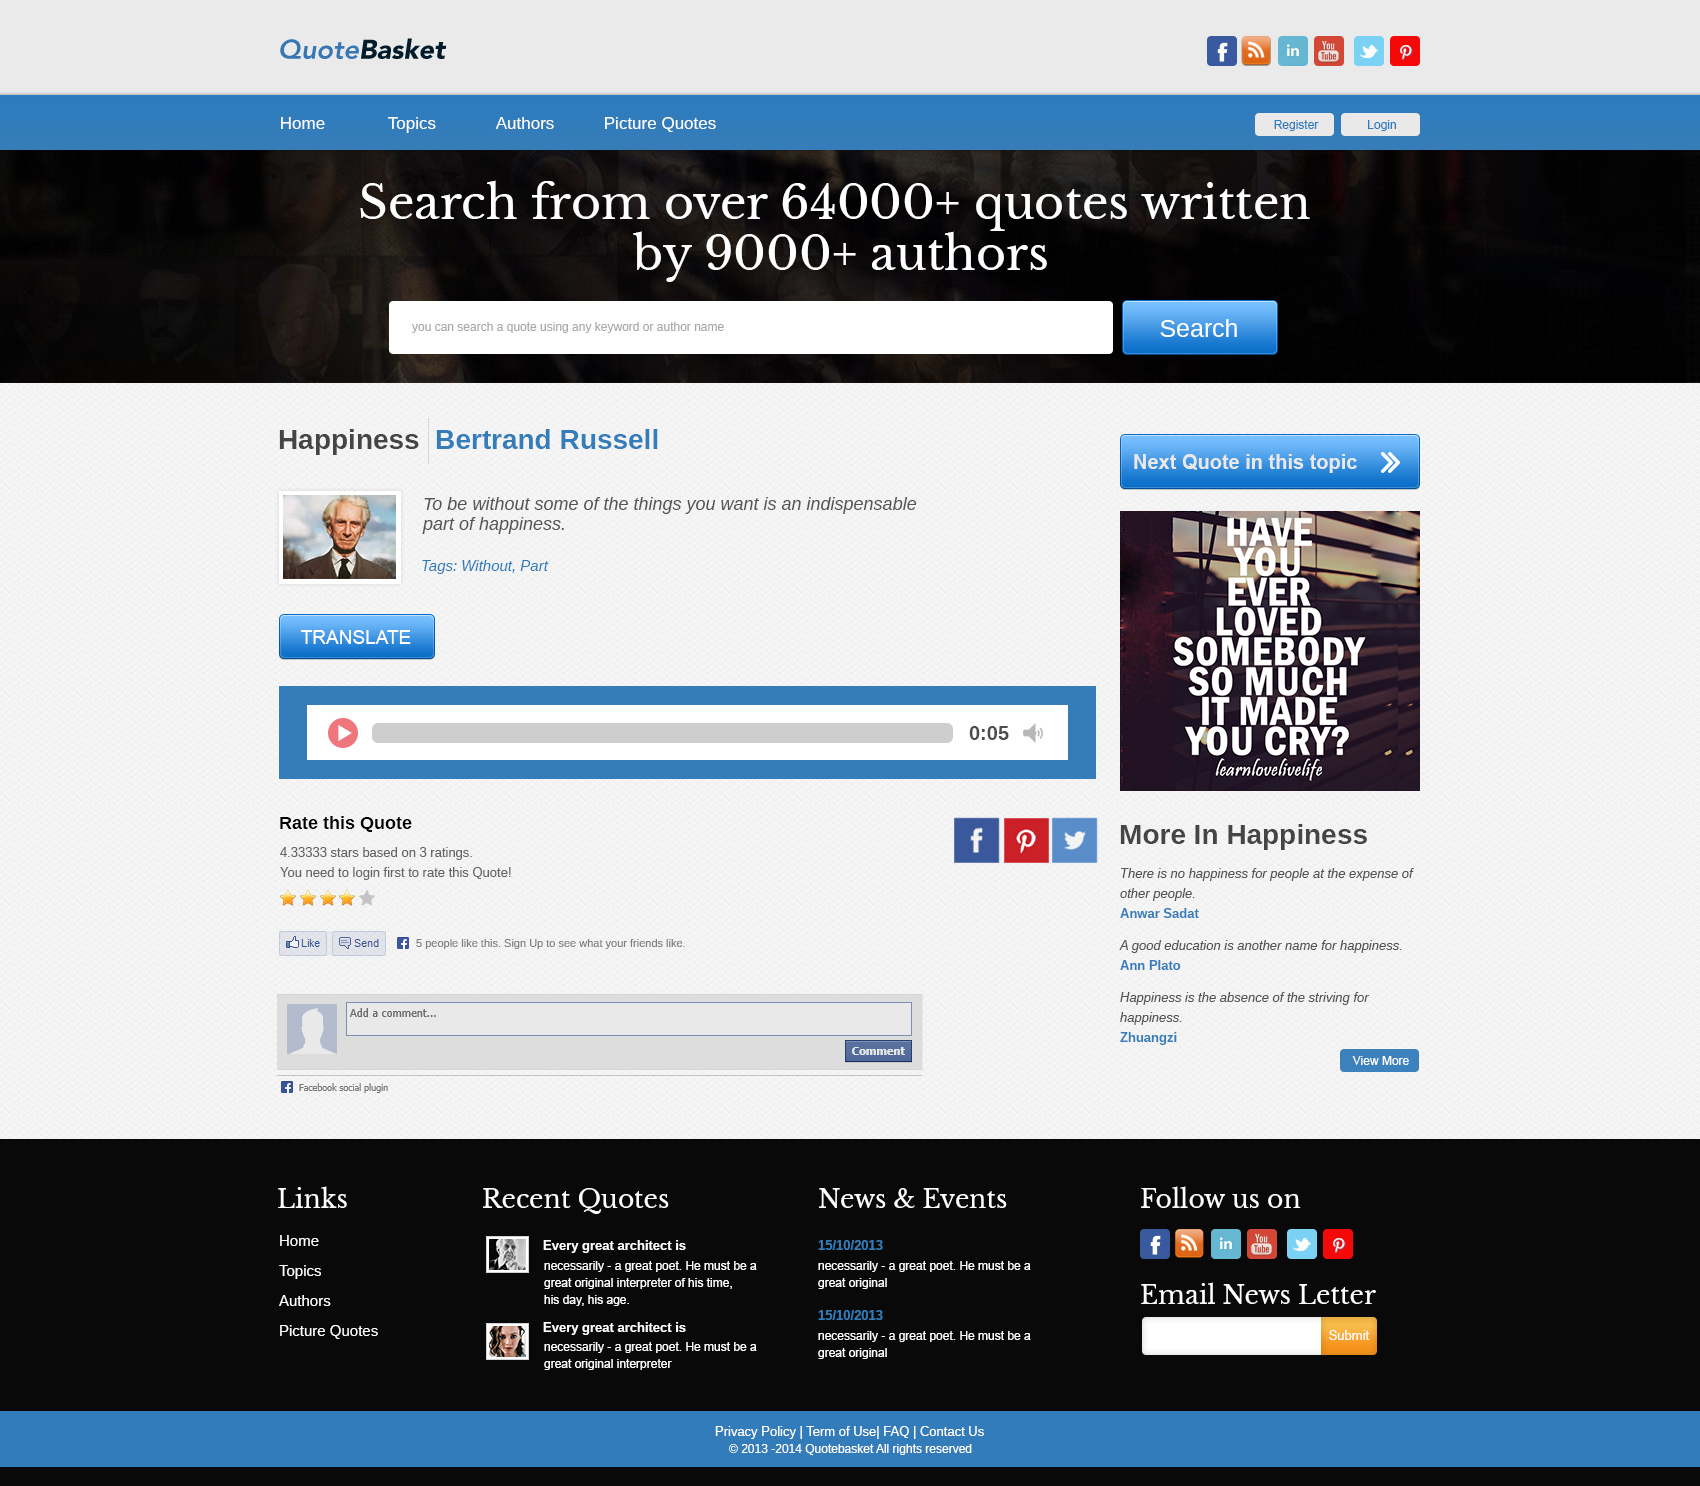 QuoteBasket
in
You
Tube
Home
Topics
Authors
Picture Quotes
Register
Login
Search from over 64000+ quotes written
by 9000+ authors
you can search a quote using any keyword or author name
Search
Happiness
Bertrand Russell
To be without some of the things you want is an indispensable
part of happiness.
Tags: Without, Part
TRANSLATE
0:05
Rate this Quote
4.33333 stars based on 3 ratings.
You need to login first to rate this Quote!
Like
Send
5 people like this. Sign Up to see what your friends like.
Add a comment...
Comment
Facebook social plugin
Next Quote in this topic
HAVE
YOU
EVER
LOVED
SOMEBODY
SO MUCH
IT MADE
YOU CRY?
learnlovelivelife
More In Happiness
There is no happiness for people at the expense of
other people.
Anwar Sadat
A good education is another name for happiness.
Ann Plato
Happiness is the absence of the striving for
happiness.
Zhuangzi
View More
Links
Home
Topics
Authors
Picture Quotes
Recent Quotes
Every great architect is
necessarily - a great poet. He must be a
great original interpreter of his time,
his day, his age.
Every great architect is
necessarily - a great poet. He must be a
great original interpreter
News & Events
15/10/2013
necessarily - a great poet. He must be a
great original
15/10/2013
necessarily - a great poet. He must be a
great original
Follow us on
in
You
Tube
Email News Letter
Submit
Privacy Policy | Term of Use| FAQ | Contact Us
© 2013 -2014 Quotebasket All rights reserved